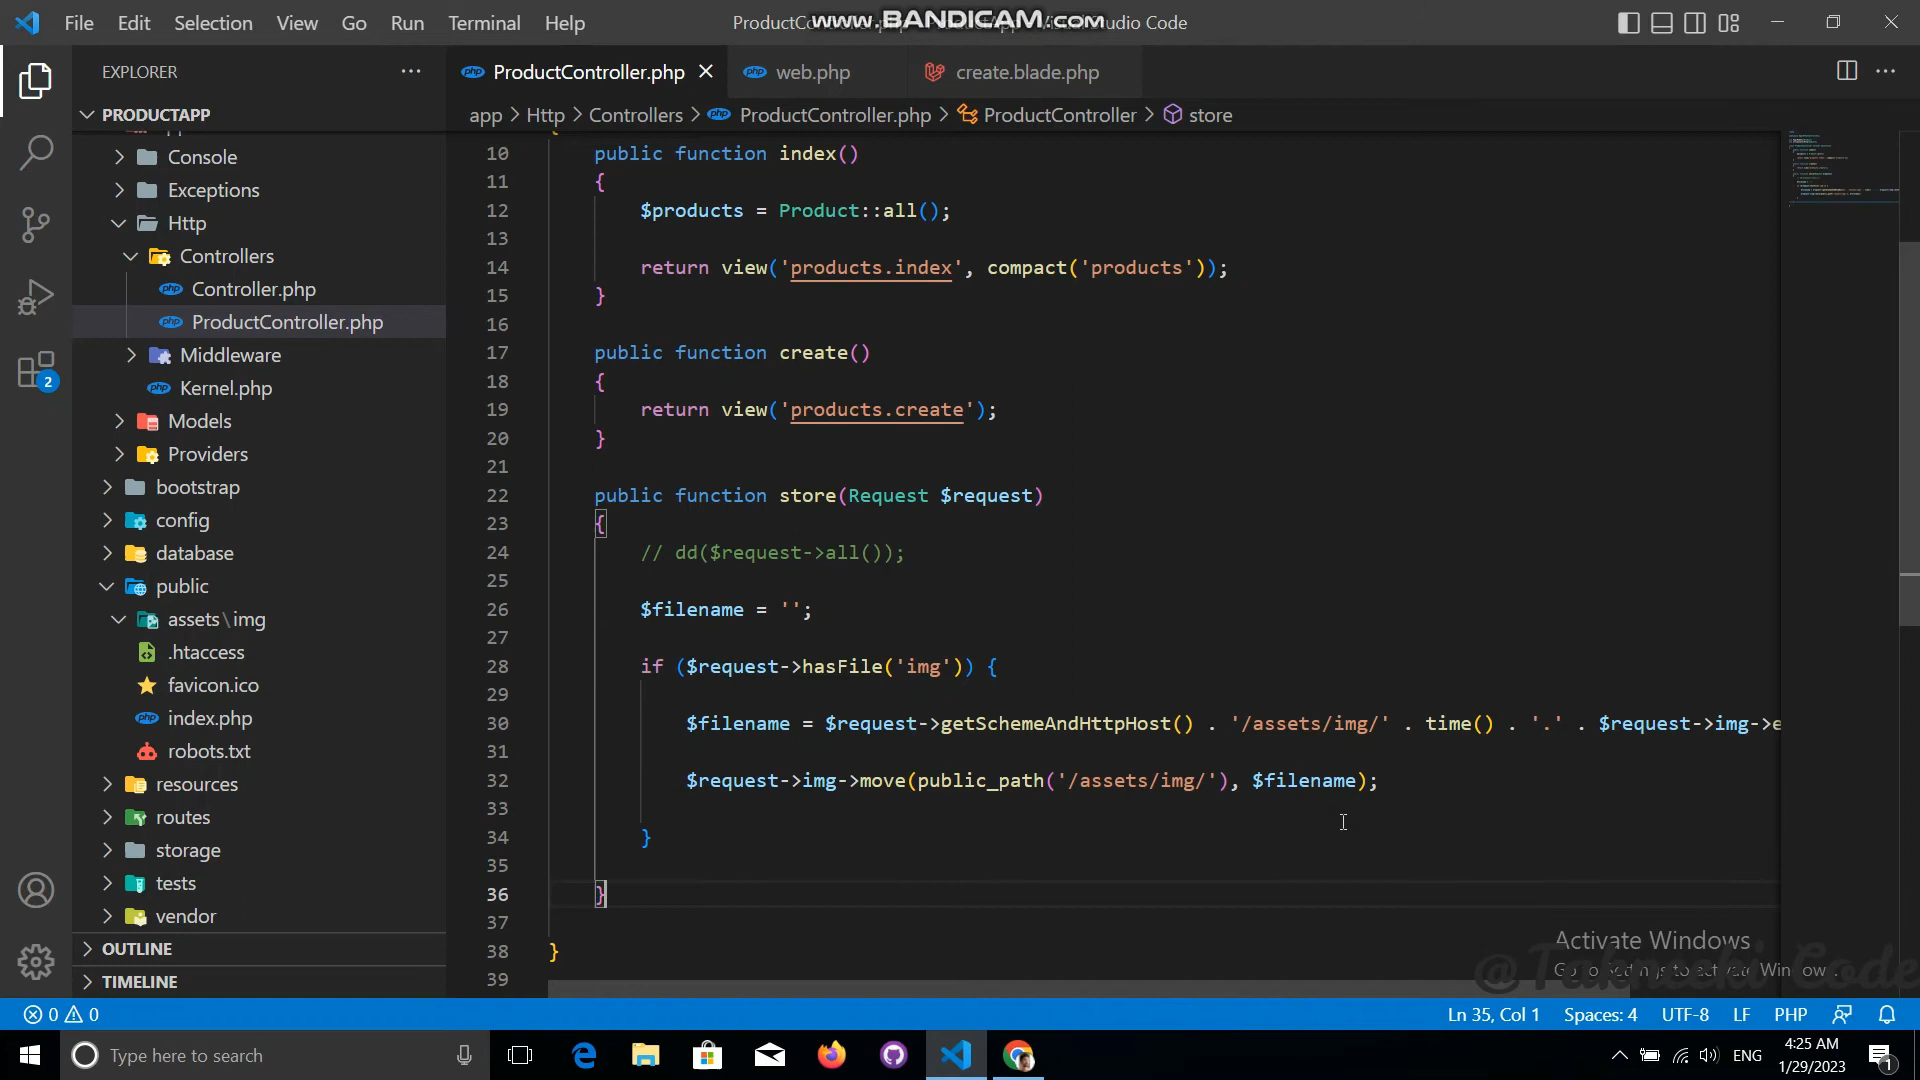 File Edit Selection View Go Run Terminal Help
www.BANDICAM.com
EXPLORER
ProductController.php
web.php
create.blade.php
PRODUCTAPP
app > Http > Controllers > ProductController.php > ProductController > store
Console
Exceptions
Http
Controllers
Controller.php
ProductController.php
Middleware
Kernel.php
Models
Providers
bootstrap
config
database
public
assets\img
.htaccess
favicon.ico
index.php
robots.txt
resources
routes
storage
tests
vendor
OUTLINE
TIMELINE
2
10 public function index()
11 {
12 $products = Product::all();
13
14 return view('products.index', compact('products'));
15 }
16
17 public function create()
18 {
19 return view('products.create');
20 }
21
22 public function store(Request $request)
23 {
24 // dd($request->all());
25
26 $filename = '';
27
28 if ($request->hasFile('img')) {
29
30 $filename = $request->getSchemeAndHttpHost() . '/assets/img/' . time() . '.' . $request->img->e
31
32 $request->img->move(public_path('/assets/img/'), $filename);
33
34 }
35
36 }
37
38 }
39
Activate Windows
@Takneeki Code
0 0
Ln 35, Col 1 Spaces: 4 UTF-8 LF PHP
Type here to search
ENG
4:25 AM
1/29/2023
1